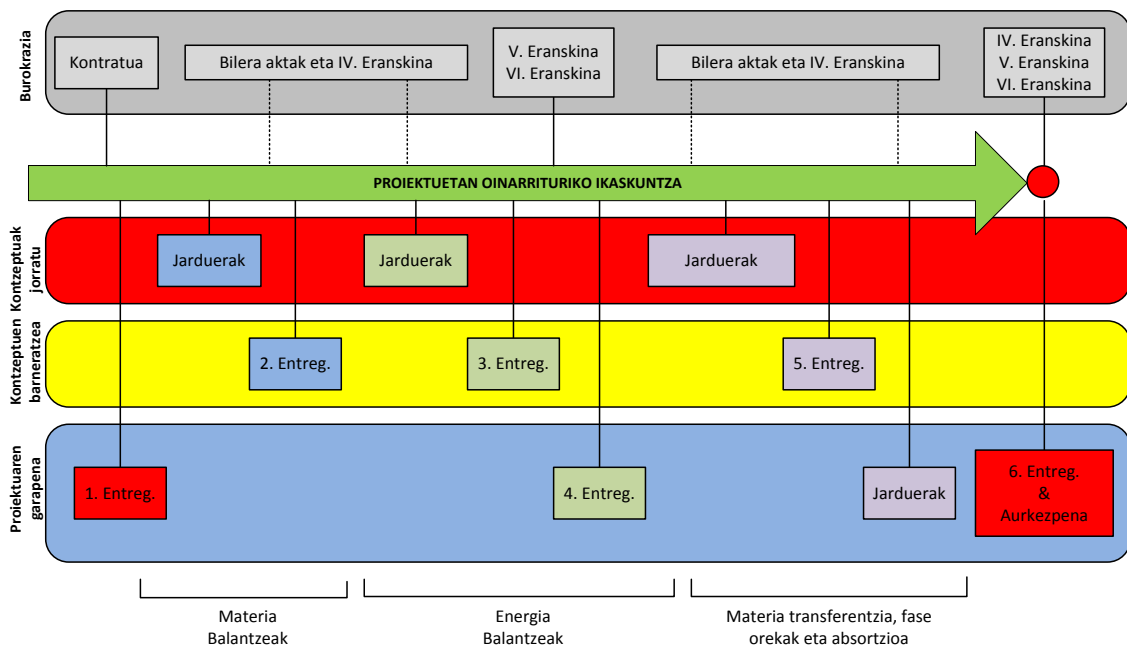 Burokrazia
Kontratua
Bilera aktak eta IV. Eranskina
V. Eranskina
VI. Eranskina
Bilera aktak eta IV. Eranskina
IV. Eranskina
V. Eranskina
VI. Eranskina
PROIEKTUETAN OINARRITURIKO IKASKUNTZA
Kontzeptuak
jorratu
Jarduerak
Jarduerak
Jarduerak
Kontzeptuen
barneratzea
2. Entreg.
3. Entreg.
5. Entreg.
Proiektuaren
garapena
1. Entreg.
4. Entreg.
Jarduerak
6. Entreg.
&
Aurkezpena
Materia
Balantzeak
Energia
Balantzeak
Materia transferentzia, fase
orekak eta absortzioa